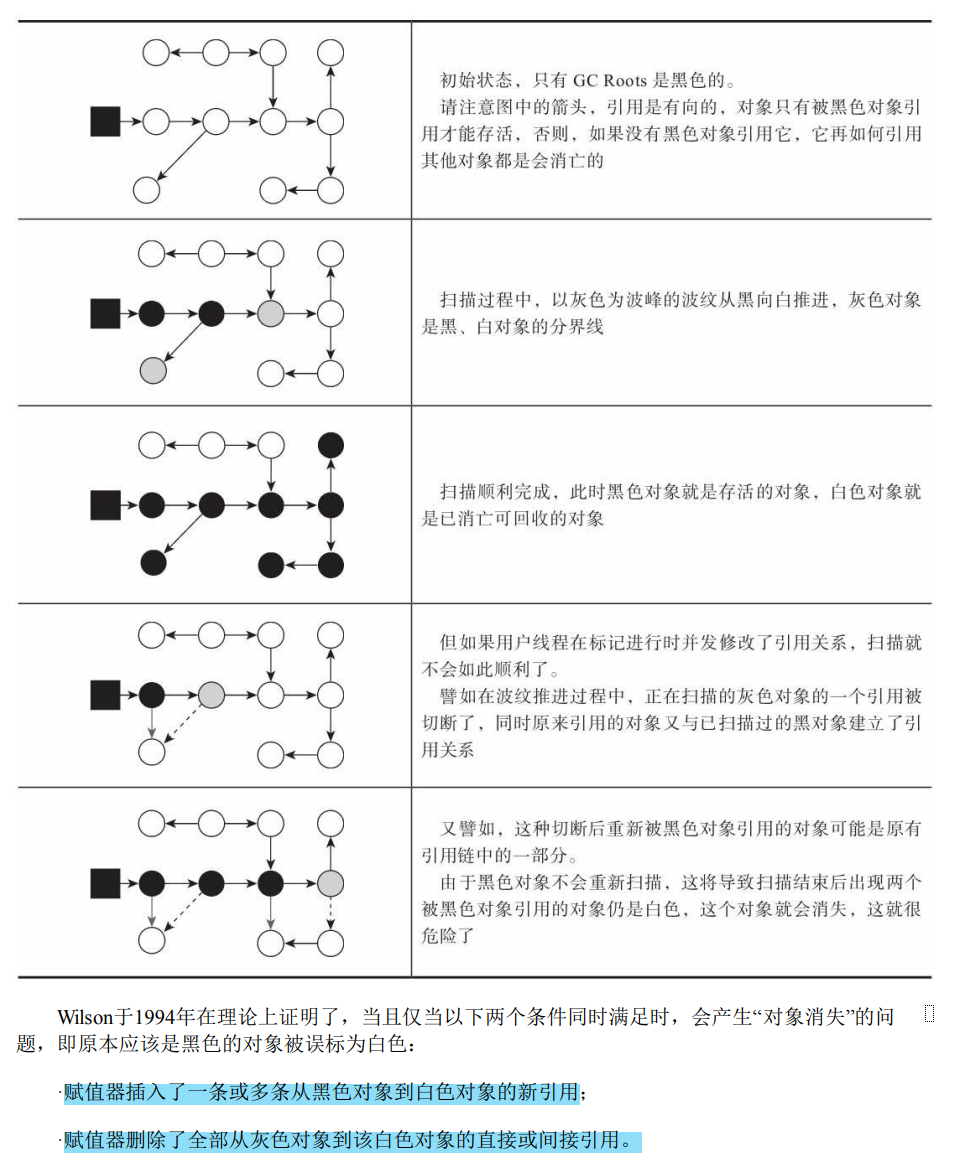 初始状态，只有 GC Roots 是黑色的。
请注意图中的箭头，引用是有向的，对象只有被黑色对象引
用才能存活，否则，如果没有黑色对象引用它，它再如何引用
其他对象都是会消亡的
扫描过程中，以灰色为波峰的波纹从黑向白推进，灰色对象
是黑、白对象的分界线
扫描顺利完成，此时黑色对象就是存活的对象，白色对象就
是已消亡可回收的对象
但如果用户线程在标记进行时并发修改了引用关系，扫描就
不会如此顺利了。
譬如在波纹推进过程中，正在扫描的灰色对象的一个引用被
切断了，同时原来引用的对象又与已扫描过的黑对象建立了引
用关系
又譬如，这种切断后重新被黑色对象引用的对象可能是原有
引用链中的一部分。
由于黑色对象不会重新扫描，这将导致扫描结束后出现两个
被黑色对象引用的对象仍是白色，这个对象就会消失，这就很
危险了
Wilson于1994年在理论上证明了，当且仅当以下两个条件同时满足时，会产生“对象消失”的问
题，即原本应该是黑色的对象被误标为白色：
·赋值器插入了一条或多条从黑色对象到白色对象的新引用；
·赋值器删除了全部从灰色对象到该白色对象的直接或间接引用。